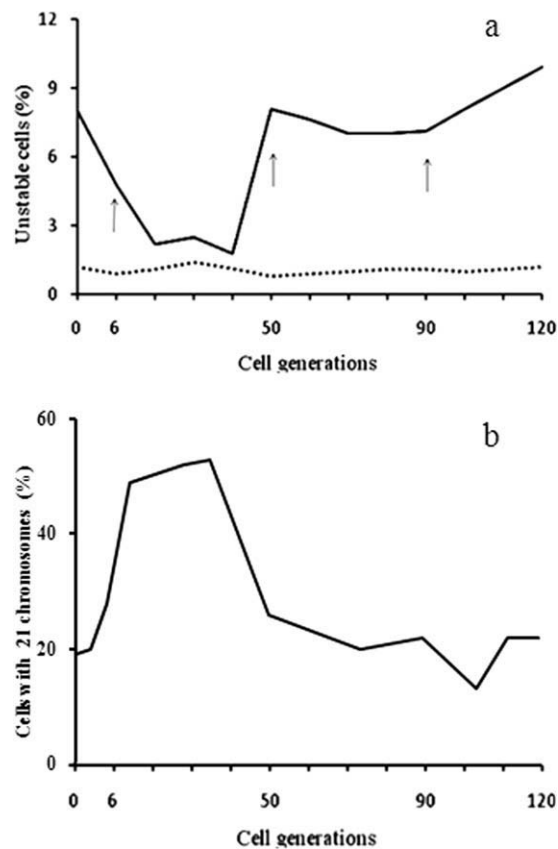 a
12
9
6
3
0
Unstable cells (%)
0 6 50 90 120
Cell generations
b
60
40
20
0
Cells with 21 chromosomes (%)
0 6 50 90 120
Cell generations